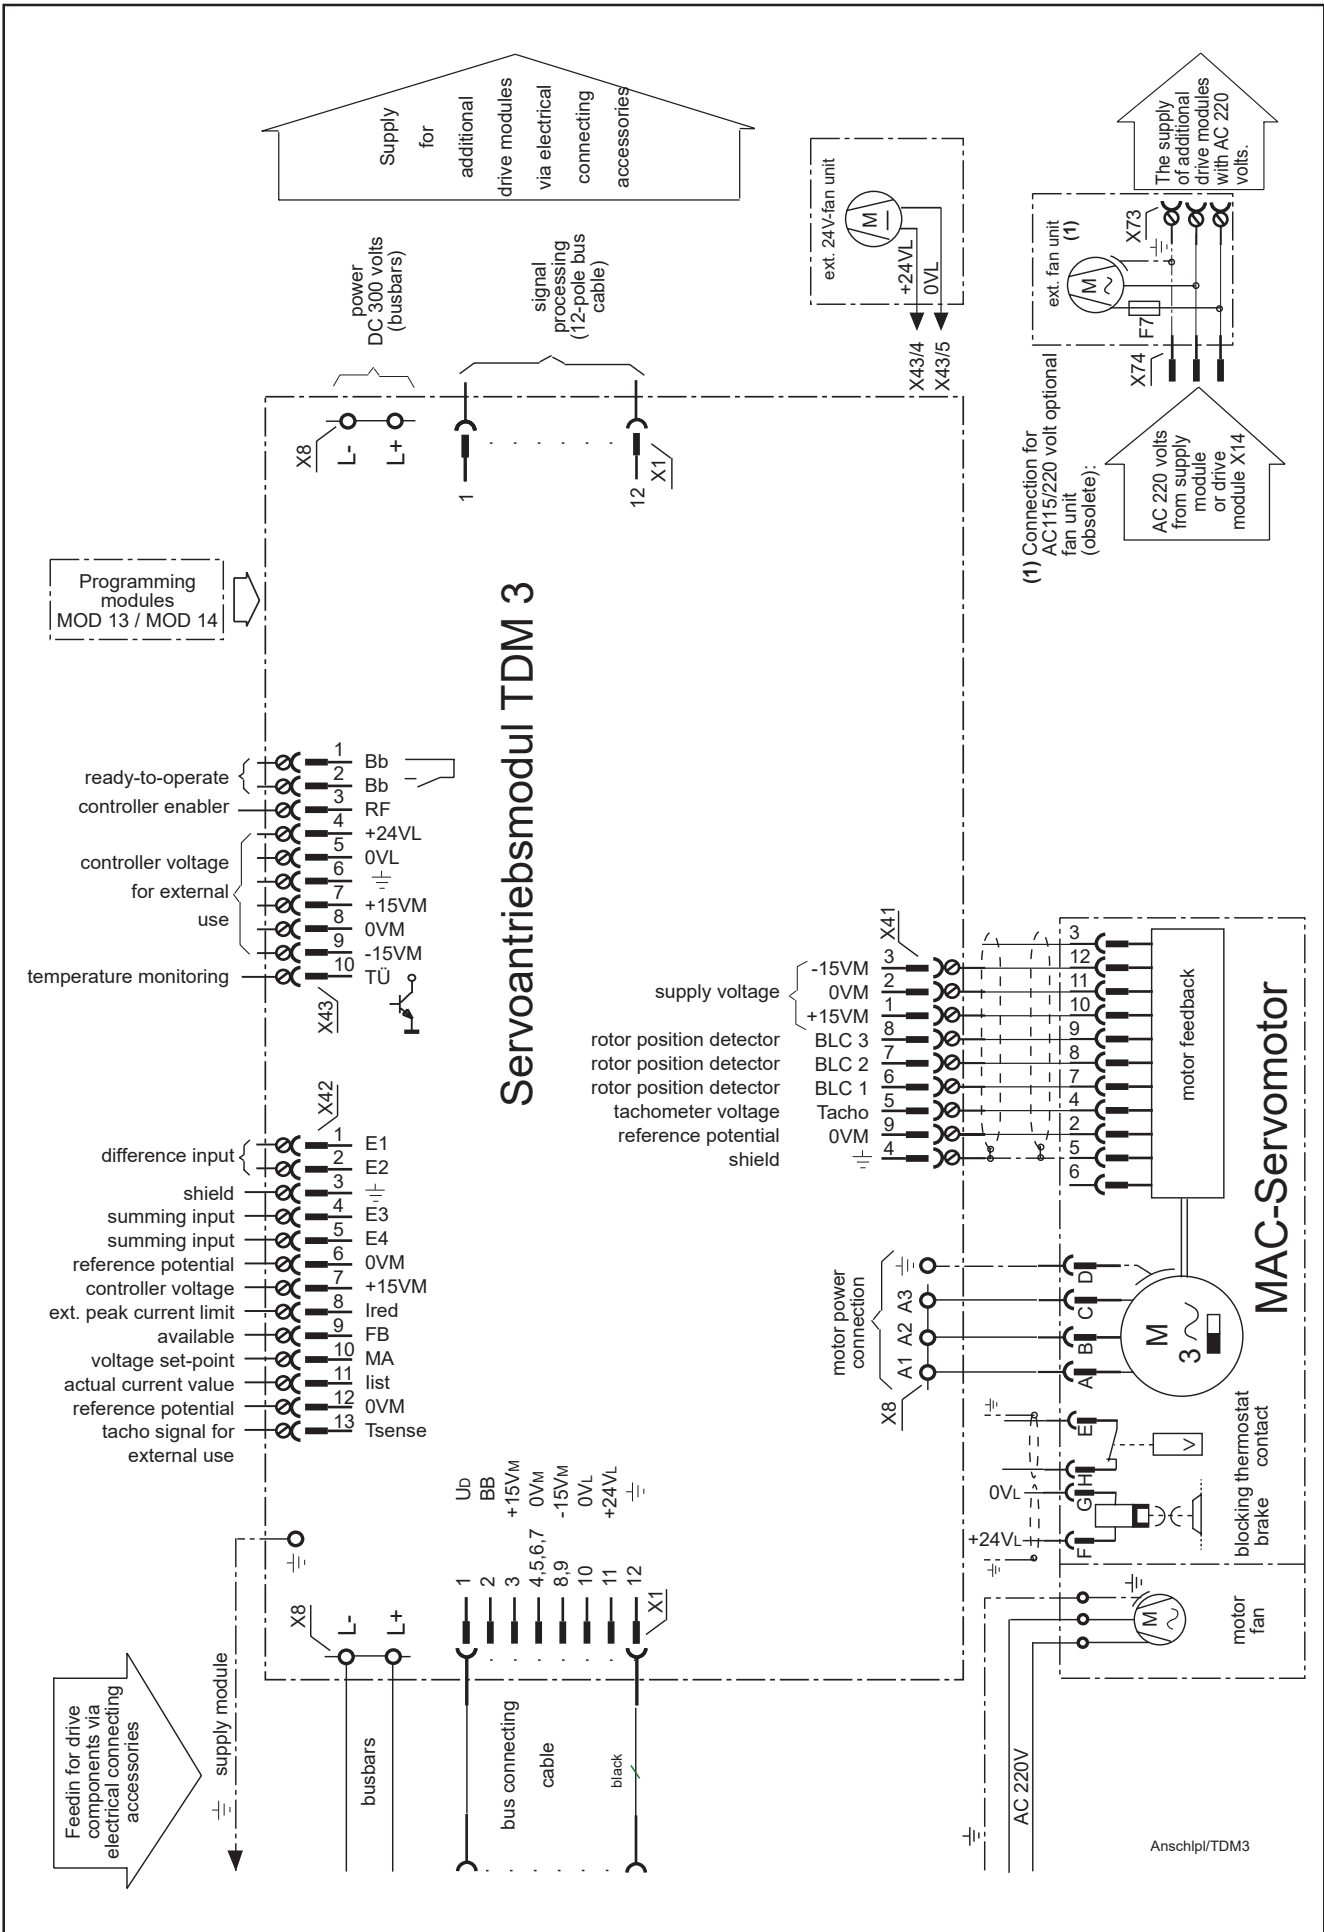 Supply
for
additional
drive modules
via electrical
connecting
accessories
The supply
of additional
drive modules
with AC 220
volts.
ext. 24V-fan unit
M
+24VL
0VL
X43/4
X43/5
ext. fan unit
(1)
X73
M
F7
X74
(1) Connection for
AC115/220 volt optional
fan unit
(obsolete):
AC 220 volts
from supply
module
or drive
module X14
power
DC 300 volts
(busbars)
signal
processing
(12-pole bus
cable)
X8
L-
L+
1
12
X1
Programming
modules
MOD 13 / MOD 14
Servoantriebsmodul TDM 3
ready-to-operate
1 Bb
2 Bb
controller enabler 3 RF
controller voltage
for external
use
4 +24VL
5 0VL
6
7 +15VM
8 0VM
9 -15VM
temperature monitoring 10 TÜ
X43
X42
difference input
1 E1
2 E2
shield 3
summing input 4 E3
summing input 5 E4
reference potential 6 0VM
controller voltage 7 +15VM
ext. peak current limit 8 Ired
available 9 FB
voltage set-point 10 MA
actual current value 11 Iist
reference potential 12 0VM
tacho signal for 13 Tsense
external use
X41
supply voltage
-15VM 3
0VM 2
+15VM 1
rotor position detector BLC 3 8
rotor position detector BLC 2 7
rotor position detector BLC 1 6
tachometer voltage Tacho 5
reference potential 0VM 9
shield 4
3
12
11
10
9
8
7
4
2
5
6
motor feedback
MAC-Servomotor
motor power
connection
X8
A1
A2
A3
A
B
C
D
M
3
E
H
G
F
0VL
+24VL
V
blocking thermostat
brake contact
M
motor
fan
AC 220V
UD
BB
+15VM
0VM
-15VM
0VL
+24VL
1
2
3
4,5,6,7
8,9
10
11
12
X1
X8
L-
L+
Feedin for drive
components via
electrical connecting
accessories
supply module
busbars
bus connecting
cable
black
Anschlpl/TDM3